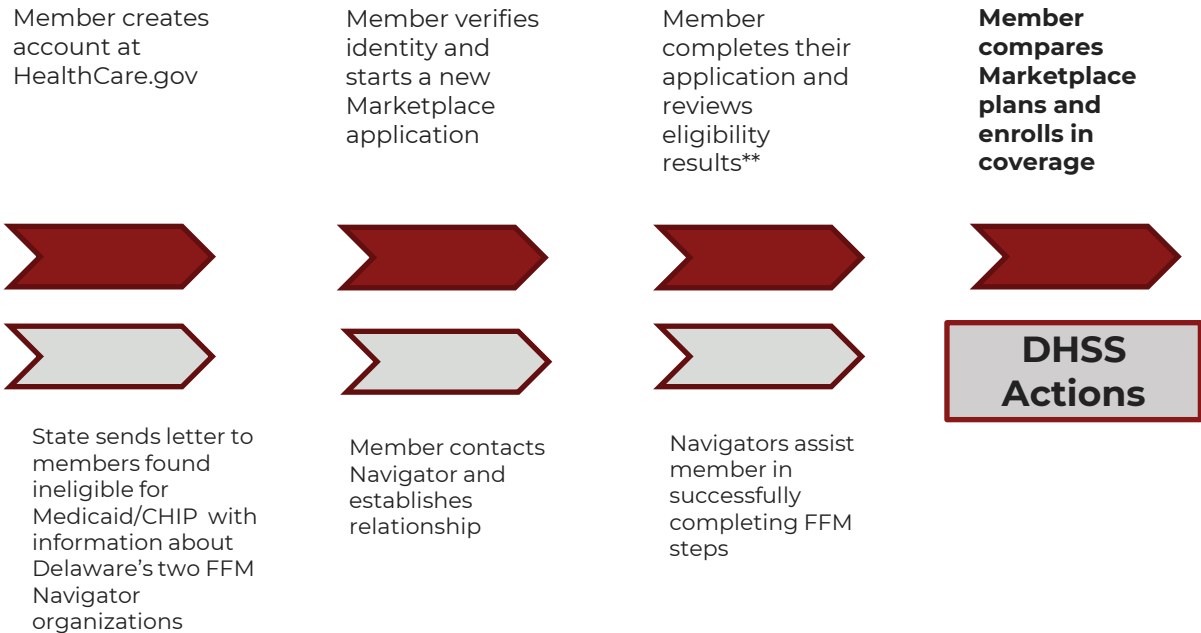 Member creates
account at
HealthCare.gov
Member verifies
identity and
starts a new
Marketplace
application
Member
completes their
application and
reviews
eligibility
results**
Member
compares
Marketplace
plans and
enrolls in
coverage
DHSS
Actions
State sends letter to
members found
ineligible for
Medicaid/CHIP with
information about
Delaware's two FFM
Navigator
organizations
Member contacts
Navigator and
establishes
relationship
Navigators assist
member in
successfully
completing FFM
steps